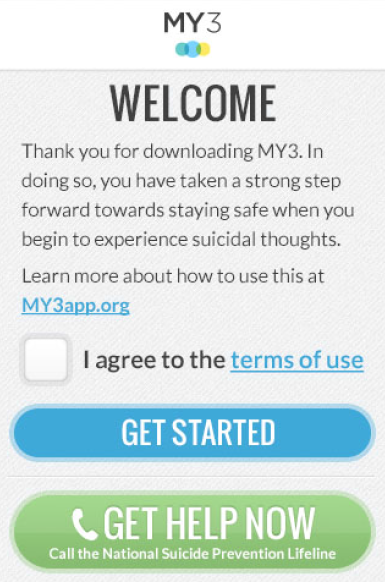 MY3
WELCOME
Thank you for downloading MY3. In
doing so, you have taken a strong step
forward towards staying safe when you
begin to experience suicidal thoughts.
Learn more about how to use this at
MY3app.org
I agree to the terms of use
GET STARTED
GET HELP NOW
Call the National Suicide Prevention Lifeline